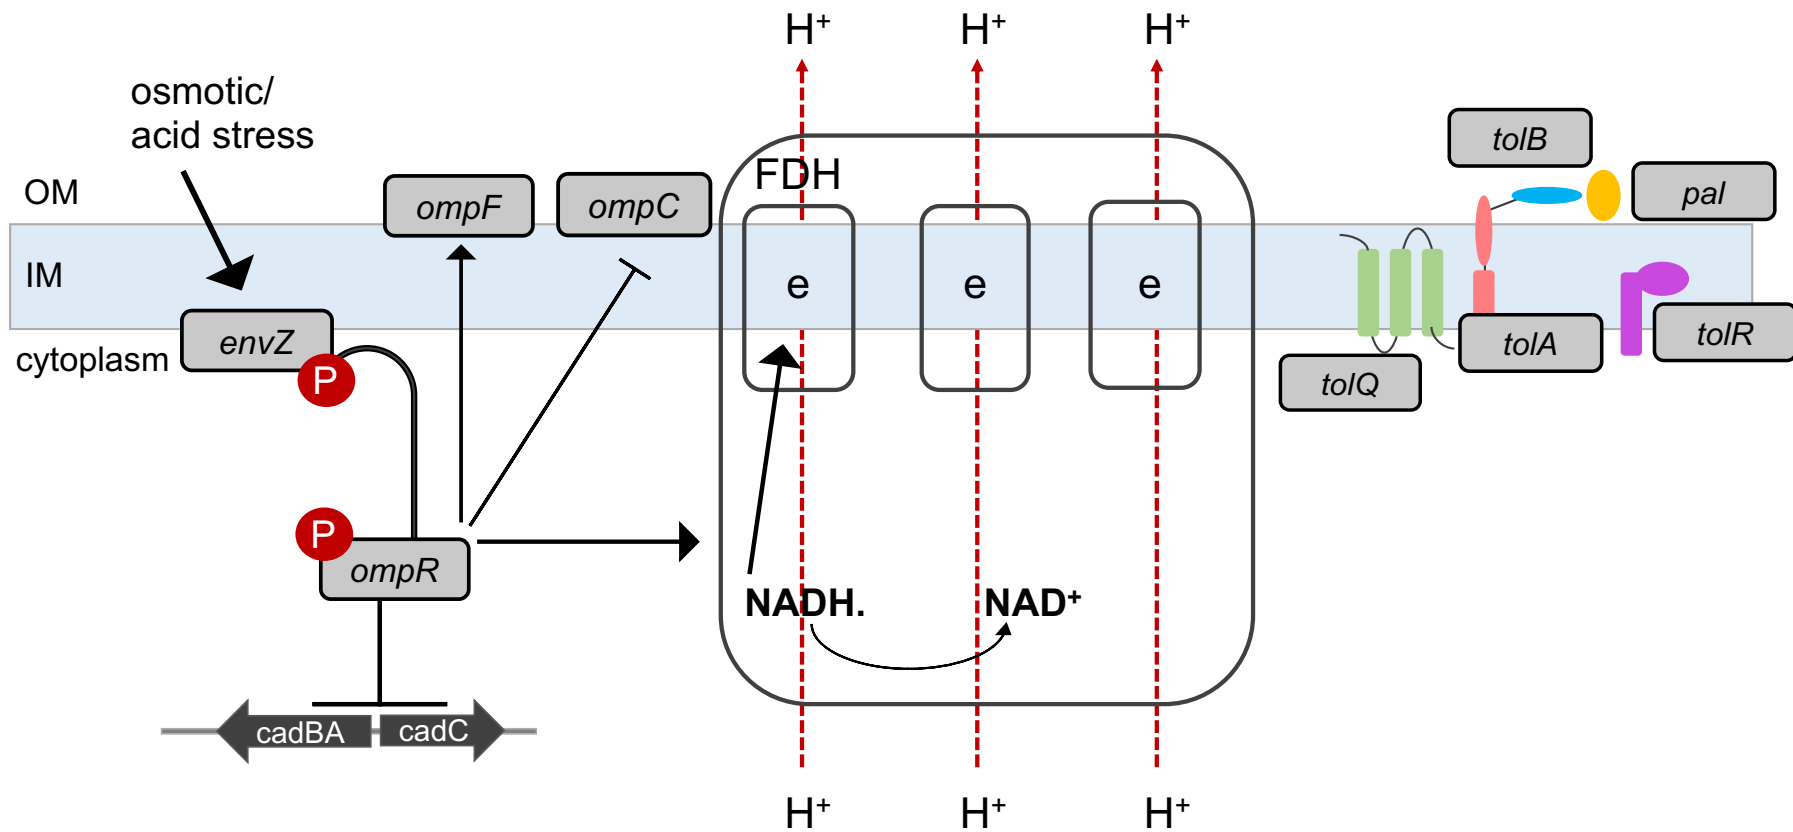 H⁺
H⁺
H⁺
osmotic/
acid stress
OM
IM
cytoplasm
envZ
P
ompF
ompC
P
ompR
cadBA
cadC
FDH
e
e
e
NADH.
NAD⁺
H⁺
H⁺
H⁺
tolB
pal
tolQ
tolA
tolR